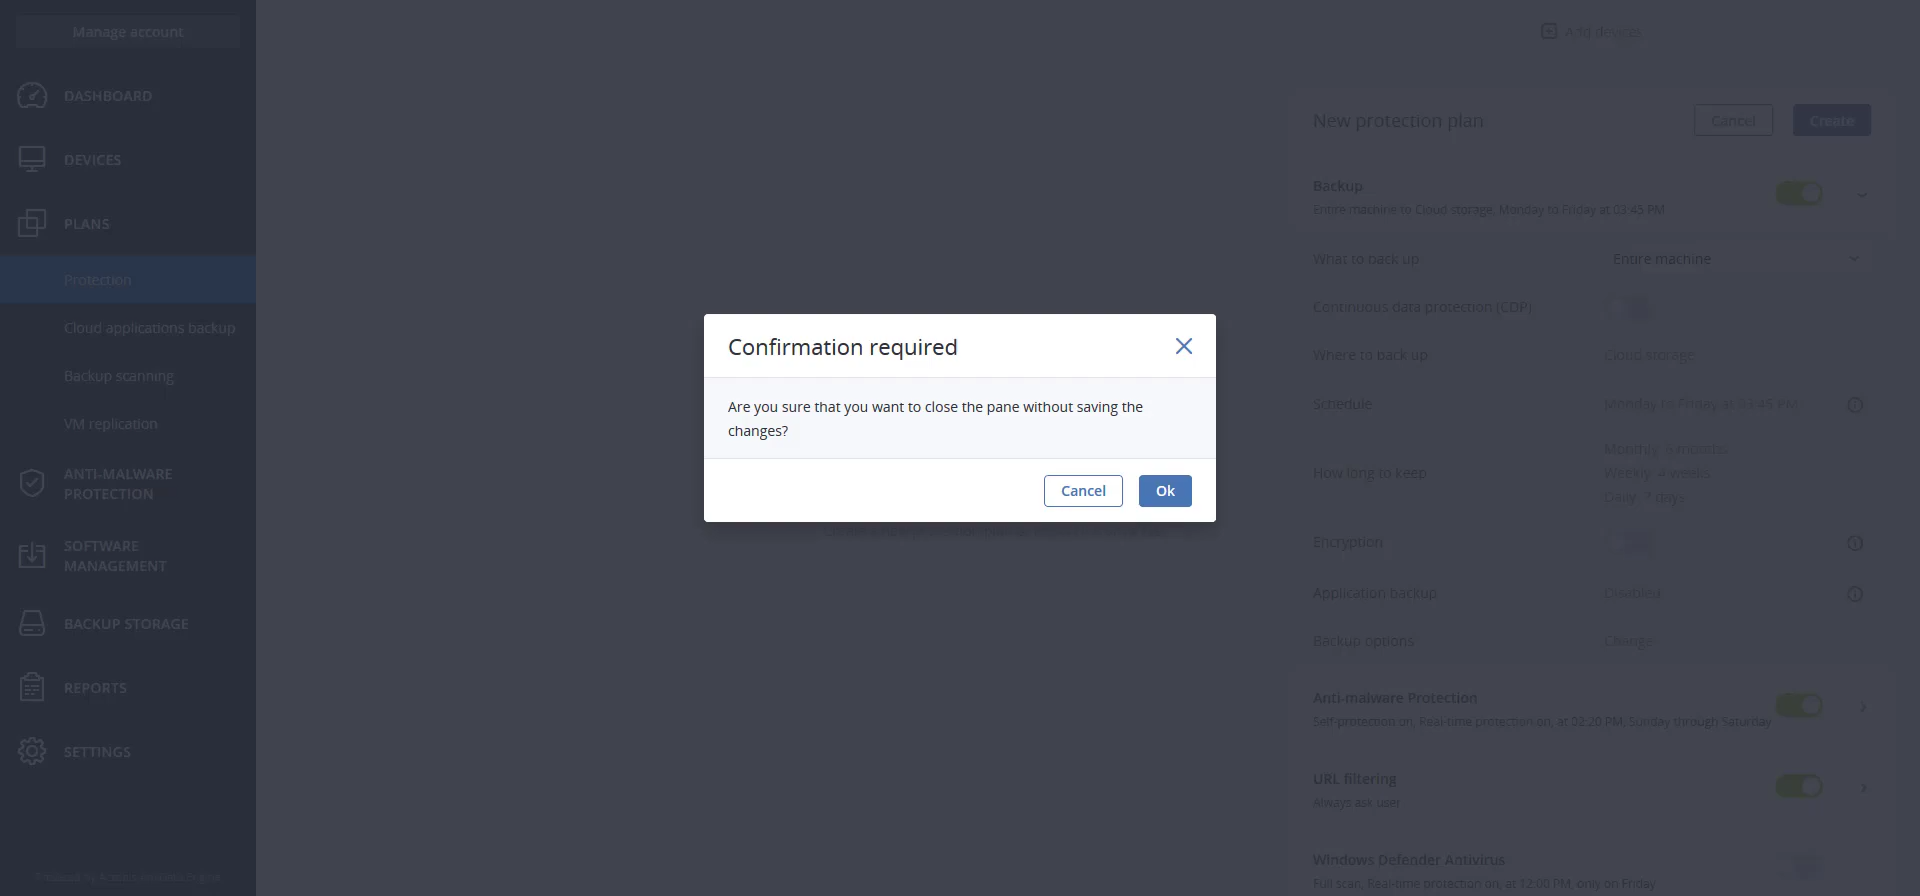 Manage account
DASHBOARD
DEVICES
PLANS
Protection
Cloud applications backup
Backup scanning
VM replication
ANTI-MALWARE
PROTECTION
SOFTWARE
MANAGEMENT
BACKUP STORAGE
REPORTS
SETTINGS
Add devices
New protection plan
Cancel
Create
Backup
Entire machine to Cloud storage, Monday to Friday at 03:45 PM
What to back up
Entire machine
Continuous data protection (CDP)
Where to back up
Cloud storage
Schedule
Monday to Friday at 03:45 PM
How long to keep
Monthly: 6 months
Weekly: 4 weeks
Daily: 7 days
Encryption
Application backup
Disabled
Backup options
Change
Anti-malware Protection
Self-protection on, Real-time protection on, at 02:20 PM, Sunday through Saturday
URL filtering
Always ask user
Windows Defender Antivirus
Full scan, Real-time protection on, at 12:00 PM, only on Friday
Confirmation required
Are you sure that you want to close the pane without saving the
changes?
Cancel
Ok